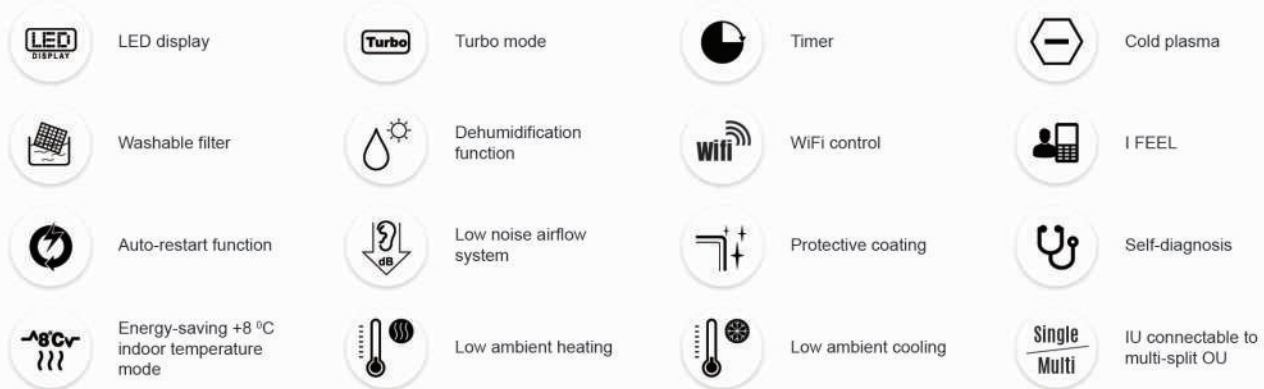 LED
DISPLAY
LED display
Turbo
Turbo mode
Timer
Cold plasma
Washable filter
Dehumidification
function
wifi
WiFi control
I FEEL
Auto-restart function
dB
Low noise airflow
system
Protective coating
Self-diagnosis
8°C
Energy-saving +8 ⁰C
indoor temperature
mode
Low ambient heating
Low ambient cooling
Single
Multi
IU connectable to
multi-split OU